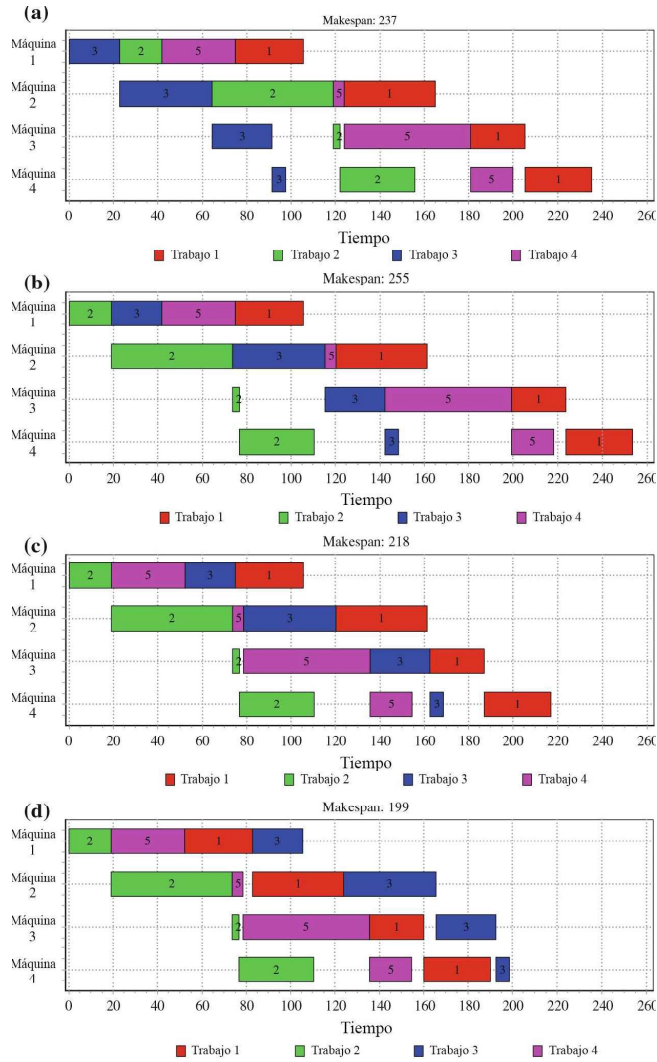 (a)
Makespan: 237
Máquina 1
3 2 5 1
Máquina 2
3 2 5 1
Máquina 3
3 2 5 1
Máquina 4
3 2 5 1
0 20 40 60 80 100 120 140 160 180 200 220 240 260
Tiempo
Trabajo 1 Trabajo 2 Trabajo 3 Trabajo 4
(b)
Makespan: 255
Máquina 1
2 3 5 1
Máquina 2
2 3 5 1
Máquina 3
2 3 5 1
Máquina 4
2 3 5 1
0 20 40 60 80 100 120 140 160 180 200 220 240 260
Tiempo
Trabajo 1 Trabajo 2 Trabajo 3 Trabajo 4
(c)
Makespan: 218
Máquina 1
2 5 3 1
Máquina 2
2 5 3 1
Máquina 3
2 5 3 1
Máquina 4
2 5 3 1
0 20 40 60 80 100 120 140 160 180 200 220 240 260
Trabajo 1 Trabajo 2 Trabajo 3 Trabajo 4
(d)
Makespan: 199
Máquina 1
2 5 1 3
Máquina 2
2 5 1 3
Máquina 3
2 5 1 3
Máquina 4
2 5 1 3
0 20 40 60 80 100 120 140 160 180 200 220 240 260
Tiempo
Trabajo 1 Trabajo 2 Trabajo 3 Trabajo 4